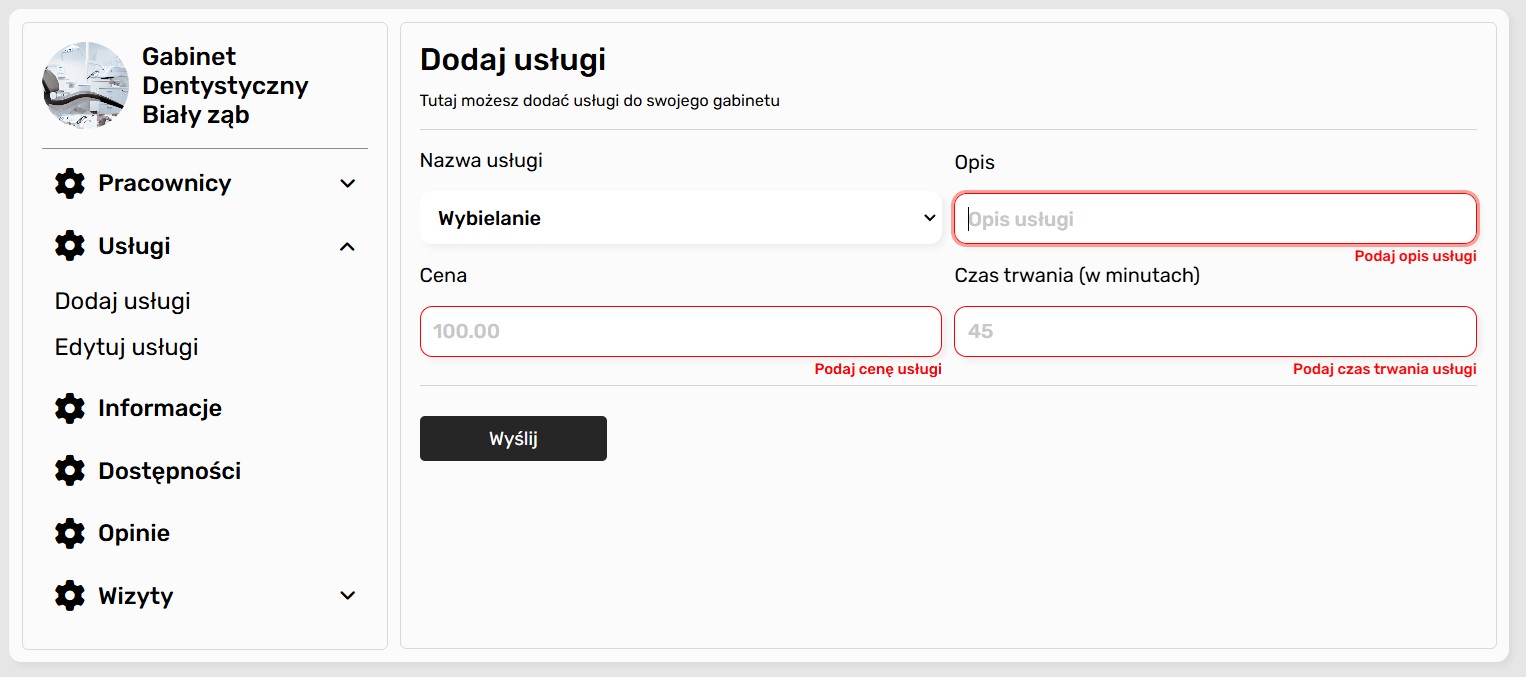 Gabinet
Dentystyczny
Biały ząb
Pracownicy
Usługi
Dodaj usługi
Edytuj usługi
Informacje
Dostępności
Opinie
Wizyty
Dodaj usługi
Tutaj możesz dodać usługi do swojego gabinetu
Nazwa usługi
Wybielanie
Opis
Opis usługi
Podaj opis usługi
Cena
100.00
Podaj cenę usługi
Czas trwania (w minutach)
45
Podaj czas trwania usługi
Wyślij